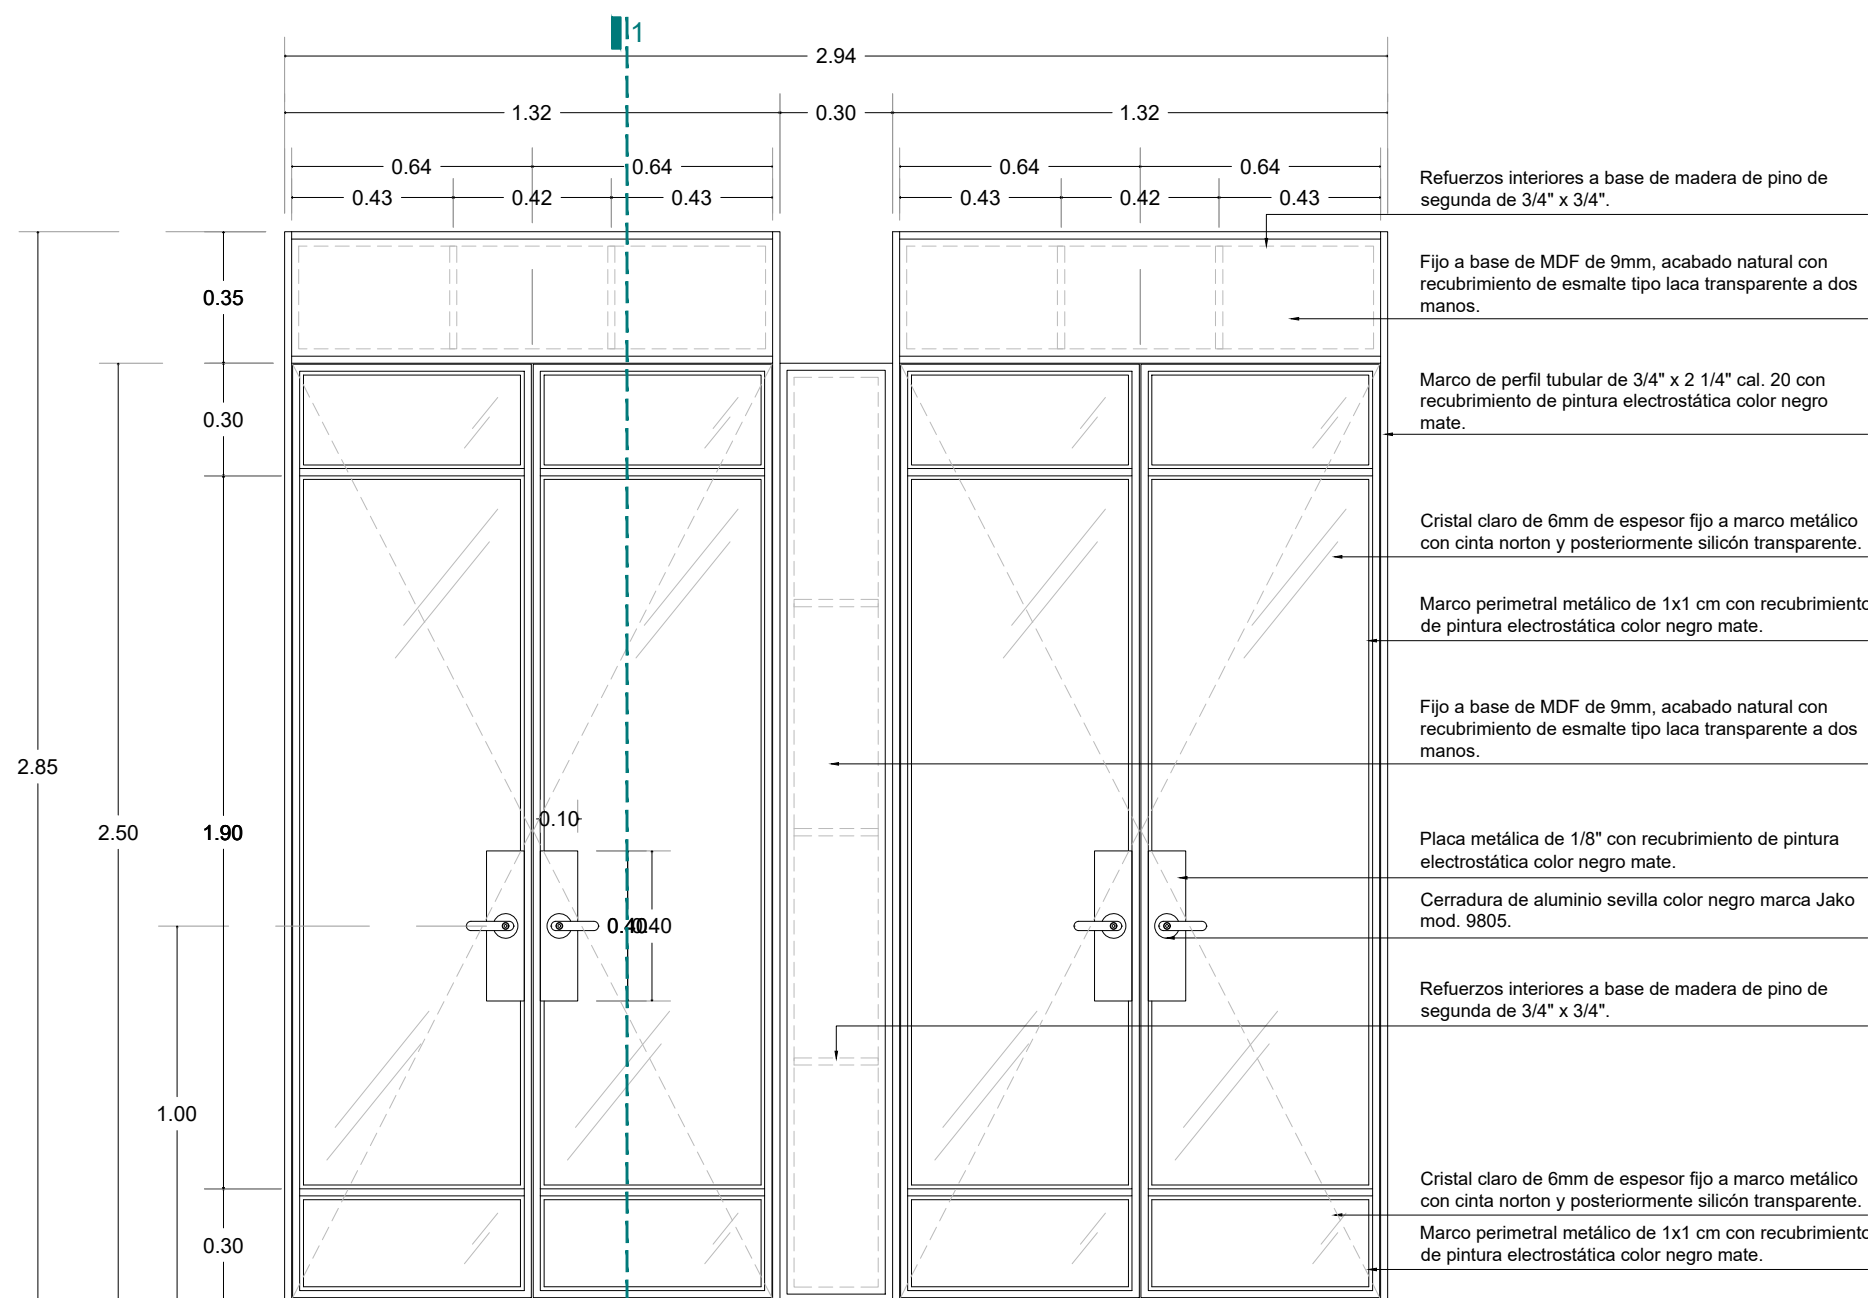 1
2.94
1.32
0.30
1.32
0.64
0.64
0.64
0.64
0.43
0.42
0.43
0.43
0.42
0.43
Refuerzos interiores a base de madera de pino de
segunda de 3/4" x 3/4".
Fijo a base de MDF de 9mm, acabado natural con
recubrimiento de esmalte tipo laca transparente a dos
manos.
0.35
Marco de perfil tubular de 3/4" x 2 1/4" cal. 20 con
recubrimiento de pintura electrostática color negro
mate.
0.30
Cristal claro de 6mm de espesor fijo a marco metálico
con cinta norton y posteriormente silicón transparente.
Marco perimetral metálico de 1x1 cm con recubrimiento
de pintura electrostática color negro mate.
Fijo a base de MDF de 9mm, acabado natural con
recubrimiento de esmalte tipo laca transparente a dos
manos.
2.85
2.50
1.90
0.10
Placa metálica de 1/8" con recubrimiento de pintura
electrostática color negro mate.
Cerradura de aluminio sevilla color negro marca Jako
mod. 9805.
0.40
0.40
Refuerzos interiores a base de madera de pino de
segunda de 3/4" x 3/4".
1.00
Cristal claro de 6mm de espesor fijo a marco metálico
con cinta norton y posteriormente silicón transparente.
Marco perimetral metálico de 1x1 cm con recubrimiento
de pintura electrostática color negro mate.
0.30